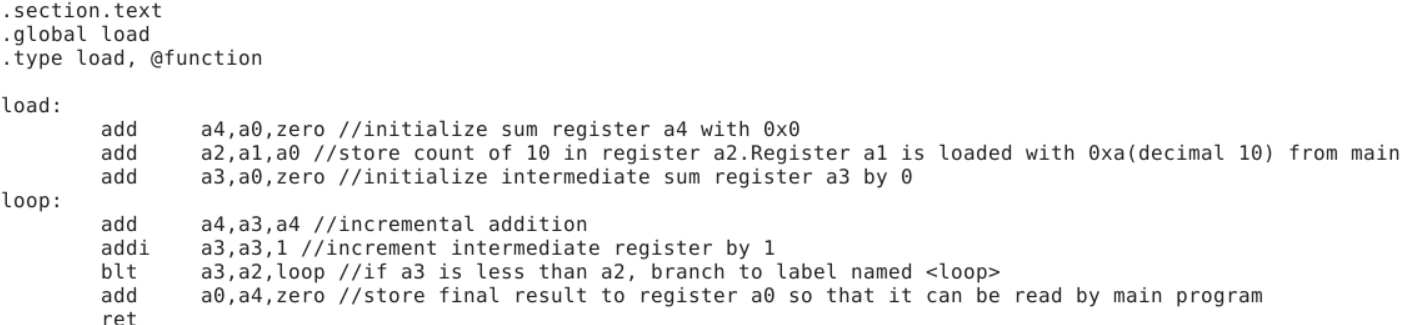 .section.text
.global load
.type load, @function
load:
add a4,a0,zero //initialize sum register a4 with 0x0
add a2,a1,a0 //store count of 10 in register a2.Register a1 is loaded with 0xa(decimal 10) from main
add a3,a0,zero //initialize intermediate sum register a3 by 0
loop:
add a4,a3,a4 //incremental addition
addi a3,a3,1 //increment intermediate register by 1
blt a3,a2,loop //if a3 is less than a2, branch to label named <loop>
add a0,a4,zero //store final result to register a0 so that it can be read by main program
ret